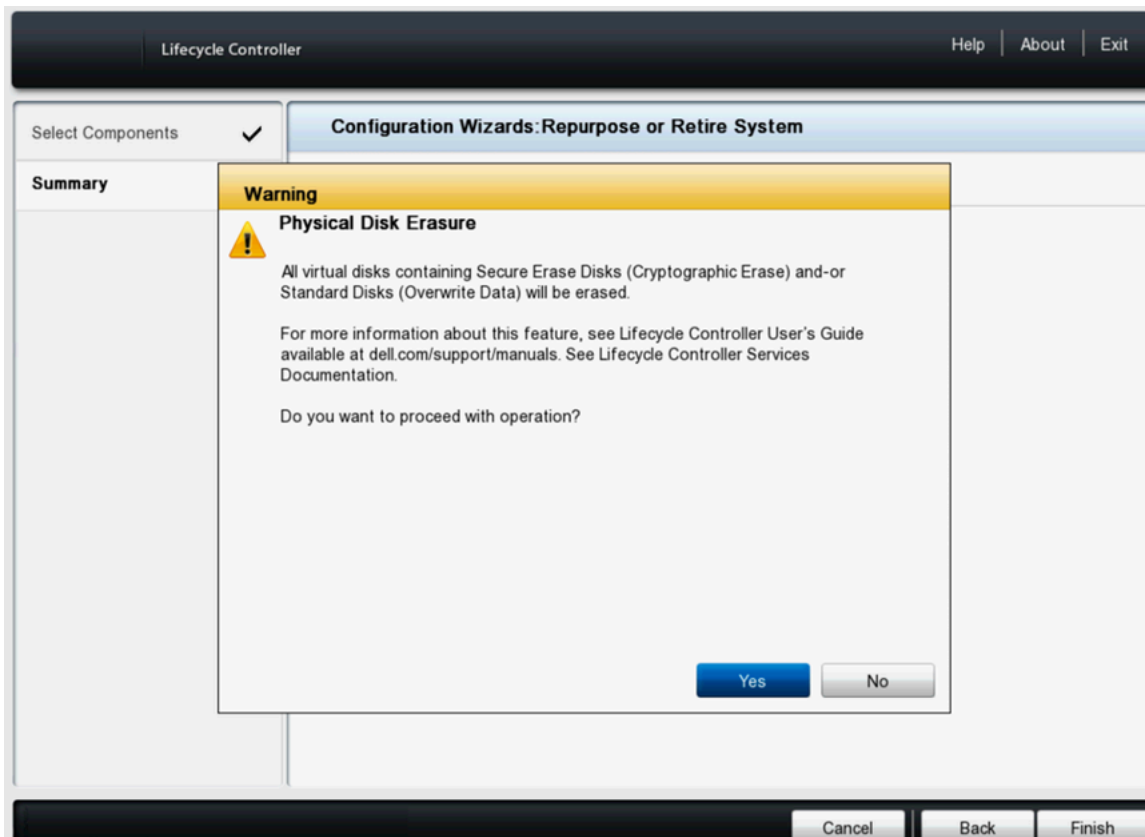 Lifecycle Controller
Help
About
Exit
Select Components
Summary
Configuration Wizards:Repurpose or Retire System
Warning
Physical Disk Erasure
All virtual disks containing Secure Erase Disks (Cryptographic Erase) and-or
Standard Disks (Overwrite Data) will be erased.
For more information about this feature, see Lifecycle Controller User's Guide
available at dell.com/support/manuals. See Lifecycle Controller Services
Documentation.
Do you want to proceed with operation?
Yes
No
Cancel
Back
Finish